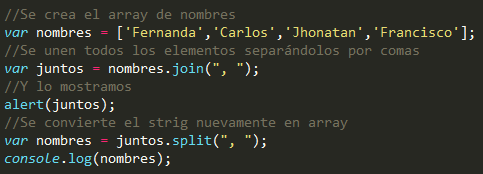 //Se crea el array de nombres
var nombres = ['Fernanda','Carlos','Jhonatan','Francisco'];
//Se unen todos los elementos separándolos por comas
var juntos = nombres.join(", ");
//Y lo mostramos
alert(juntos);
//Se convierte el strig nuevamente en array
var nombres = juntos.split(", ");
console.log(nombres);